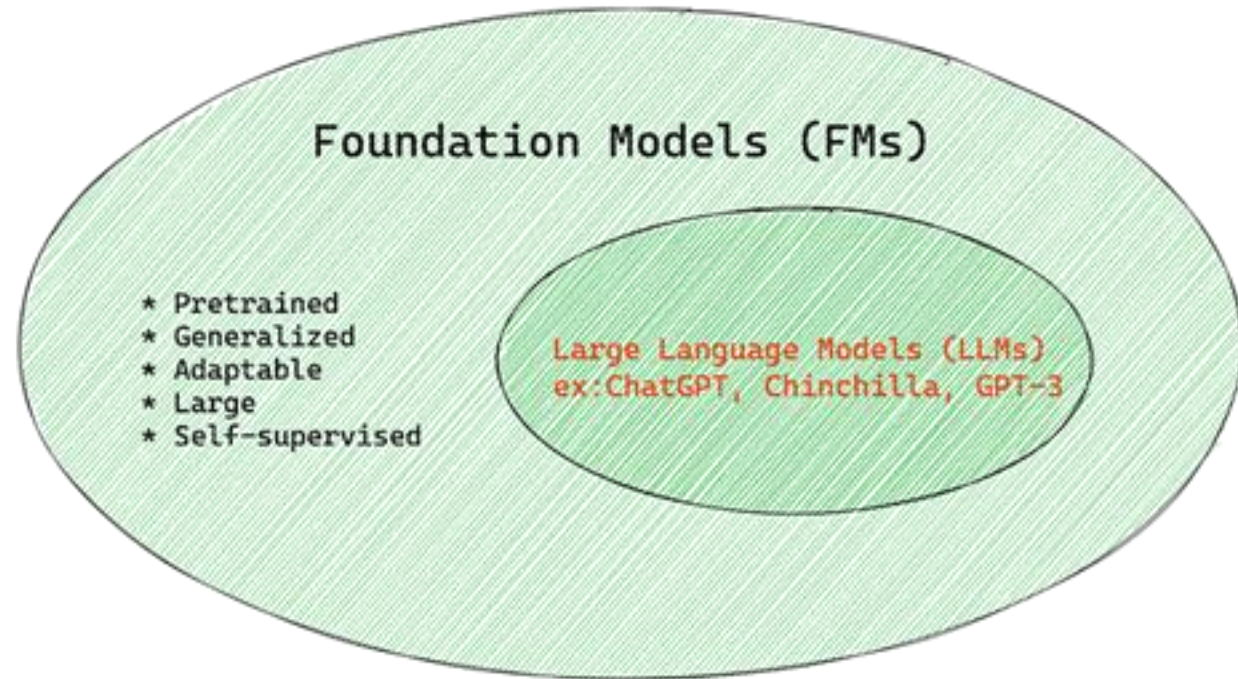 Foundation Models (FMs)
* Pretrained
* Generalized
* Adaptable
* Large
* Self-supervised
Large Language Models (LLMs)
ex:ChatGPT, Chinchilla, GPT-3